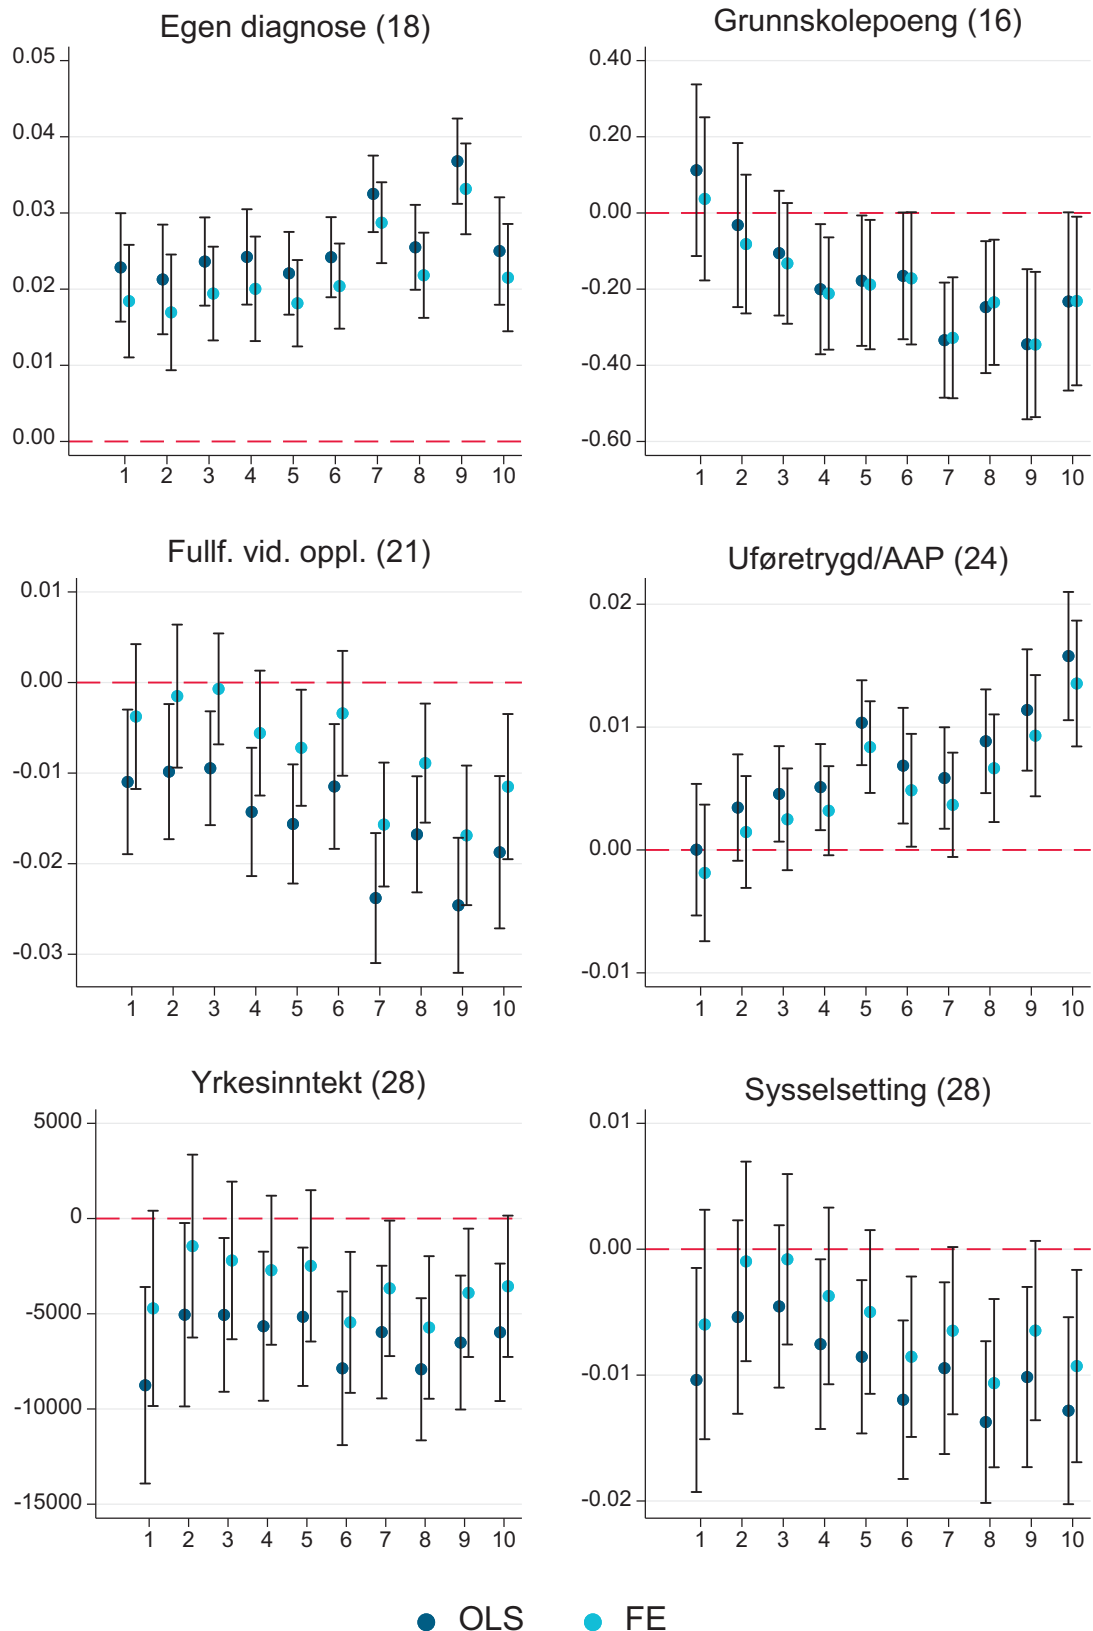 Egen diagnose (18)
0.05
0.04
0.03
0.02
0.01
0.00
1 2 3 4 5 6 7 8 9 10
Grunnskolepoeng (16)
0.40
0.20
0.00
-0.20
-0.40
-0.60
1 2 3 4 5 6 7 8 9 10
Fullf. vid. oppl. (21)
0.01
0.00
-0.01
-0.02
-0.03
1 2 3 4 5 6 7 8 9 10
Uføretrygd/AAP (24)
0.02
0.01
0.00
-0.01
1 2 3 4 5 6 7 8 9 10
Yrkesinntekt (28)
5000
0
-5000
-10000
-15000
1 2 3 4 5 6 7 8 9 10
Sysselsetting (28)
0.01
0.00
-0.01
-0.02
1 2 3 4 5 6 7 8 9 10
OLS FE